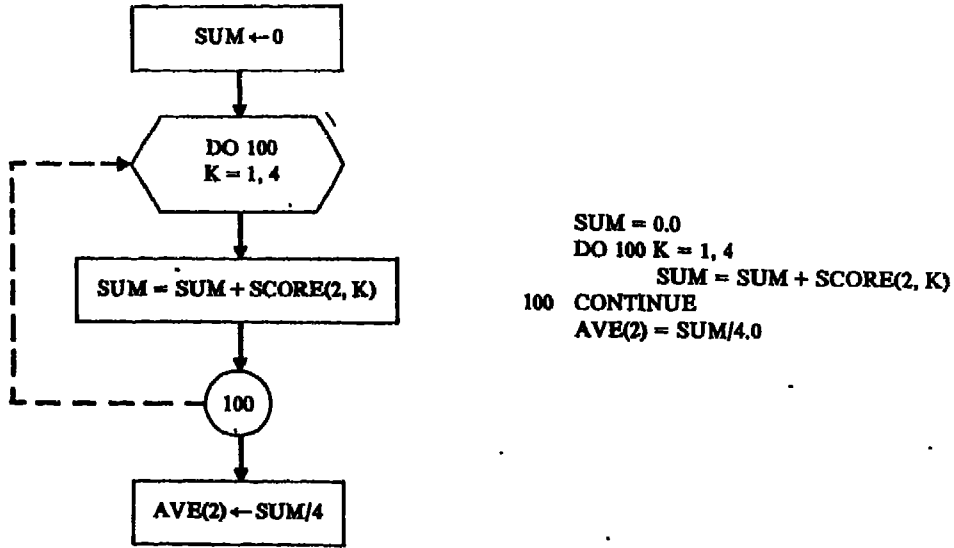 SUM ← 0
DO 100
K = 1, 4
SUM = SUM + SCORE(2, K)
100
AVE(2) ← SUM/4
SUM = 0.0
DO 100 K = 1, 4
SUM = SUM + SCORE(2, K)
100 CONTINUE
AVE(2) = SUM/4.0